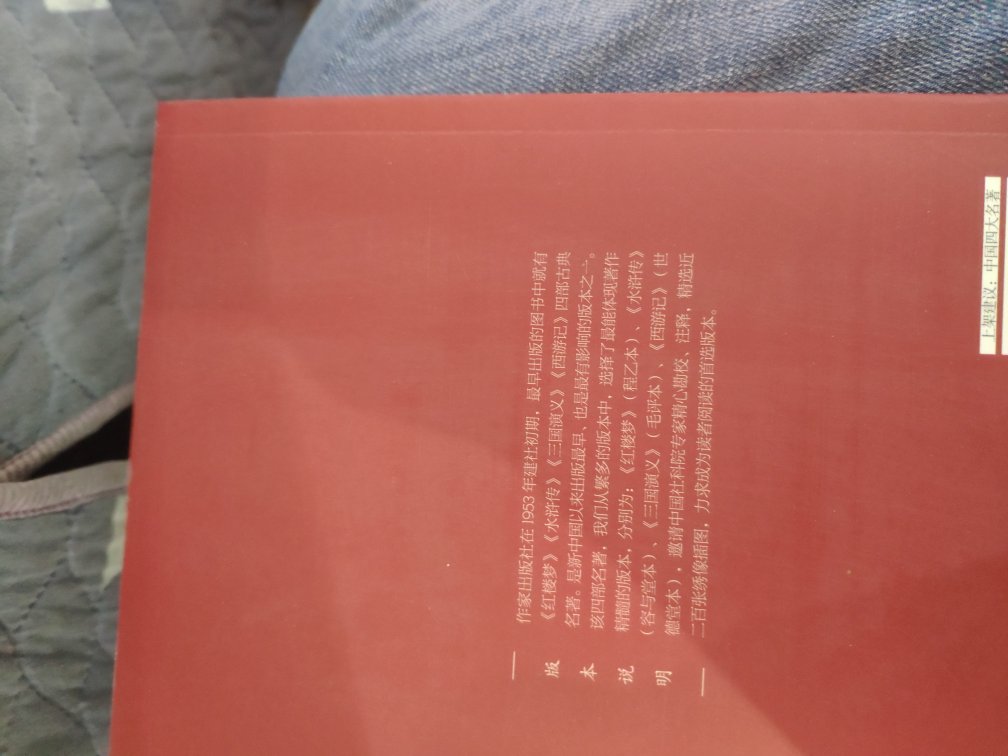 版本说明
作家出版社在1953年建社初期，最早出版的图书中就有
《红楼梦》《水浒传》《三国演义》《西游记》四部古典
名著。是新中国以来出版最早、也是最有影响的版本之一。
该四部名著，我们从繁多的版本中，选择了最能体现著作
精髓的版本，分别为：《红楼梦》（程乙本）、《水浒传》
（容与堂本）、《三国演义》（毛评本）、《西游记》（世
德堂本），邀请中国社科院专家精心勘校、注释，精选近
二百张绣像插图，力求成为读者阅读的首选版本。
上架建议：中国四大名著